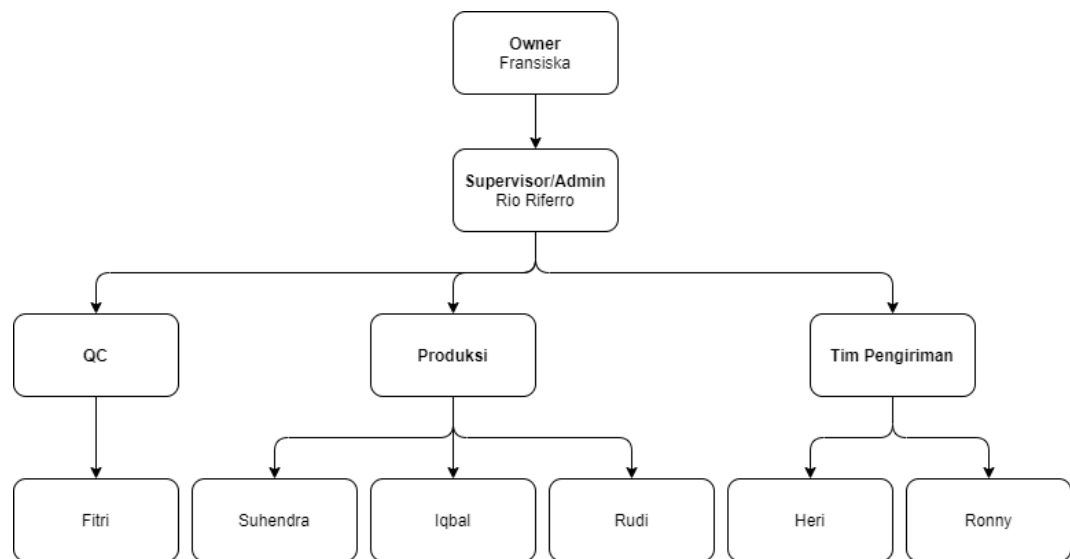 Owner
Fransiska
Supervisor/Admin
Rio Riferro
QC
Produksi
Tim Pengiriman
Fitri
Suhendra
Iqbal
Rudi
Heri
Ronny